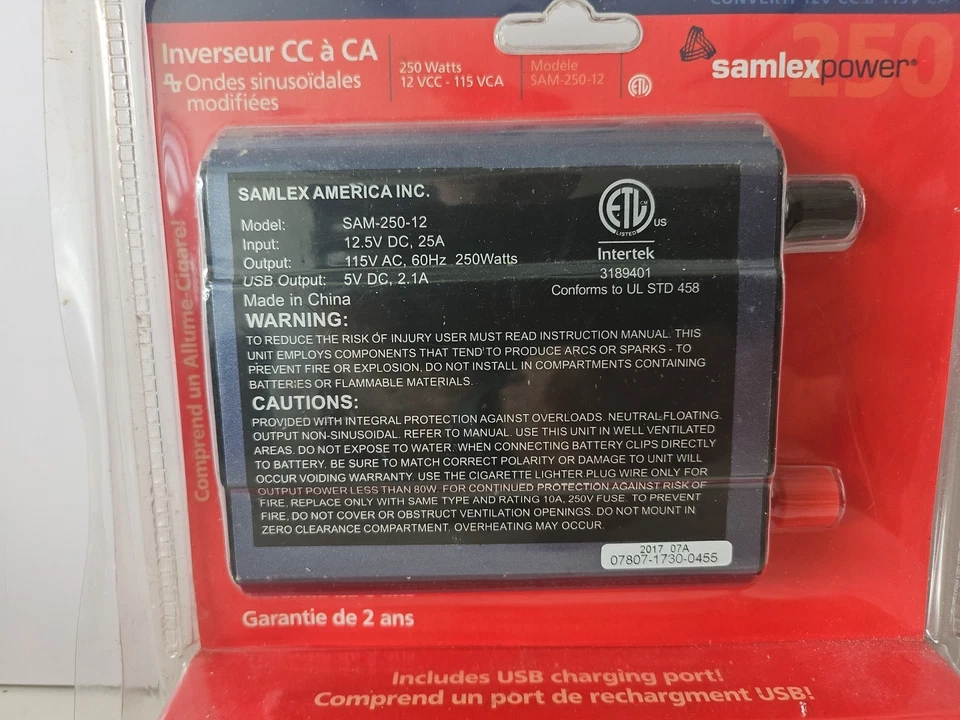 CONVERTI 12V CC à 115V CA
Inverseur CC à CA
Ondes sinusoïdales
modifiées
250 Watts
12 VCC - 115 VCA
Modèle
SAM-250-12
ETL
250
samlexpower®
Comprend un Allume-Cigare!
SAMLEX AMERICA INC.
Model: SAM-250-12
Input: 12.5V DC, 25A
Output: 115V AC, 60Hz 250Watts
USB Output: 5V DC, 2.1A
Made in China
ETL
CM
US
LISTED
Intertek
3189401
Conforms to UL STD 458
WARNING:
TO REDUCE THE RISK OF INJURY USER MUST READ INSTRUCTION MANUAL. THIS
UNIT EMPLOYS COMPONENTS THAT TEND TO PRODUCE ARCS OR SPARKS - TO
PREVENT FIRE OR EXPLOSION, DO NOT INSTALL IN COMPARTMENTS CONTAINING
BATTERIES OR FLAMMABLE MATERIALS.
CAUTIONS:
PROVIDED WITH INTEGRAL PROTECTION AGAINST OVERLOADS. NEUTRAL FLOATING.
OUTPUT NON-SINUSOIDAL. REFER TO MANUAL. USE THIS UNIT IN WELL VENTILATED
AREAS. DO NOT EXPOSE TO WATER. WHEN CONNECTING BATTERY CLIPS DIRECTLY
TO BATTERY, BE SURE TO MATCH CORRECT POLARITY OR DAMAGE TO UNIT WILL
OCCUR VOIDING WARRANTY. USE THE CIGARETTE LIGHTER PLUG WIRE ONLY FOR
OUTPUT POWER LESS THAN 80W. FOR CONTINUED PROTECTION AGAINST RISK OF
FIRE, REPLACE ONLY WITH SAME TYPE AND RATING 10A, 250V FUSE. TO PREVENT
FIRE, DO NOT COVER OR OBSTRUCT VENTILATION OPENINGS. DO NOT MOUNT IN
ZERO CLEARANCE COMPARTMENT. OVERHEATING MAY OCCUR.
2017 07A
07807-1730-0455
Garantie de 2 ans
Includes USB charging port!
Comprend un port de rechargment USB!